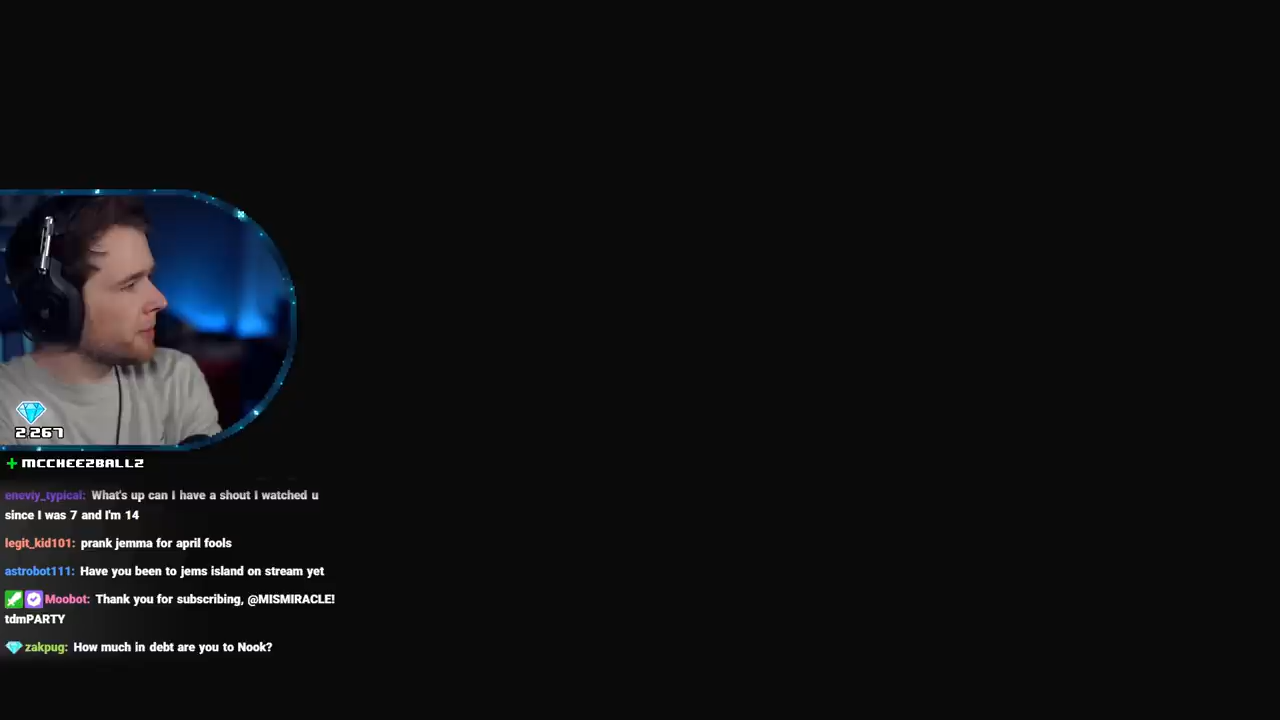 2,267
+ MCCHEEZBALLZ
eneviy_typical: What's up can I have a shout I watched u
since I was 7 and I'm 14
legit_kid101: prank jemma for april fools
astrobot111: Have you been to jems island on stream yet
Moobot: Thank you for subscribing, @MISMIRACLE!
tdmPARTY
zakpug: How much in debt are you to Nook?